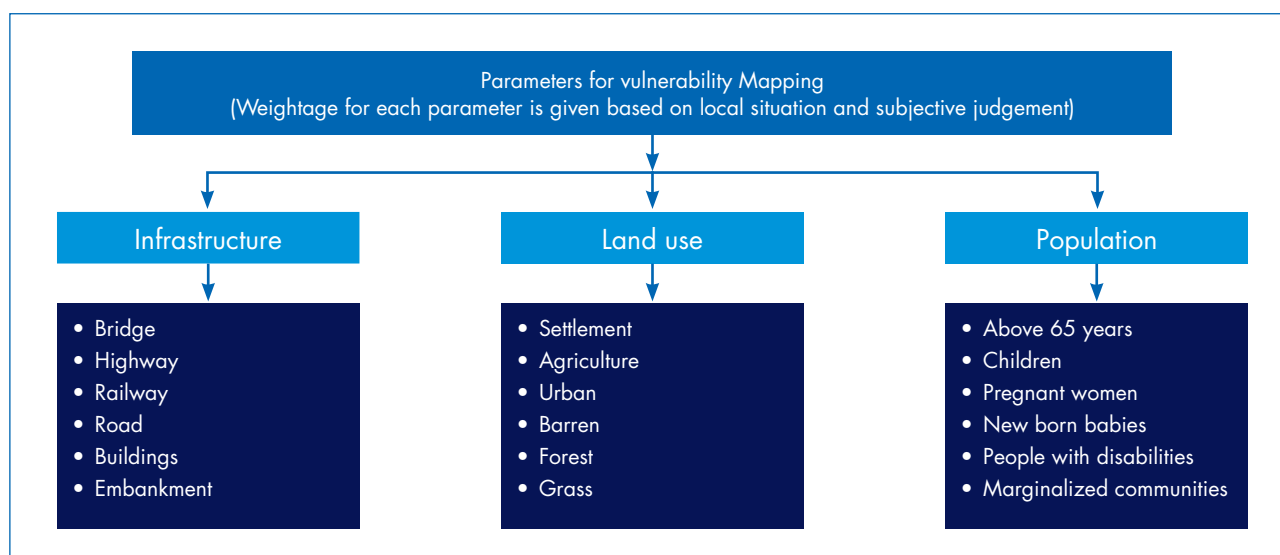 Parameters for vulnerability Mapping
(Weightage for each parameter is given based on local situation and subjective judgement)
Infrastructure
• Bridge
• Highway
• Railway
• Road
• Buildings
• Embankment
Land use
• Settlement
• Agriculture
• Urban
• Barren
• Forest
• Grass
Population
• Above 65 years
• Children
• Pregnant women
• New born babies
• People with disabilities
• Marginalized communities